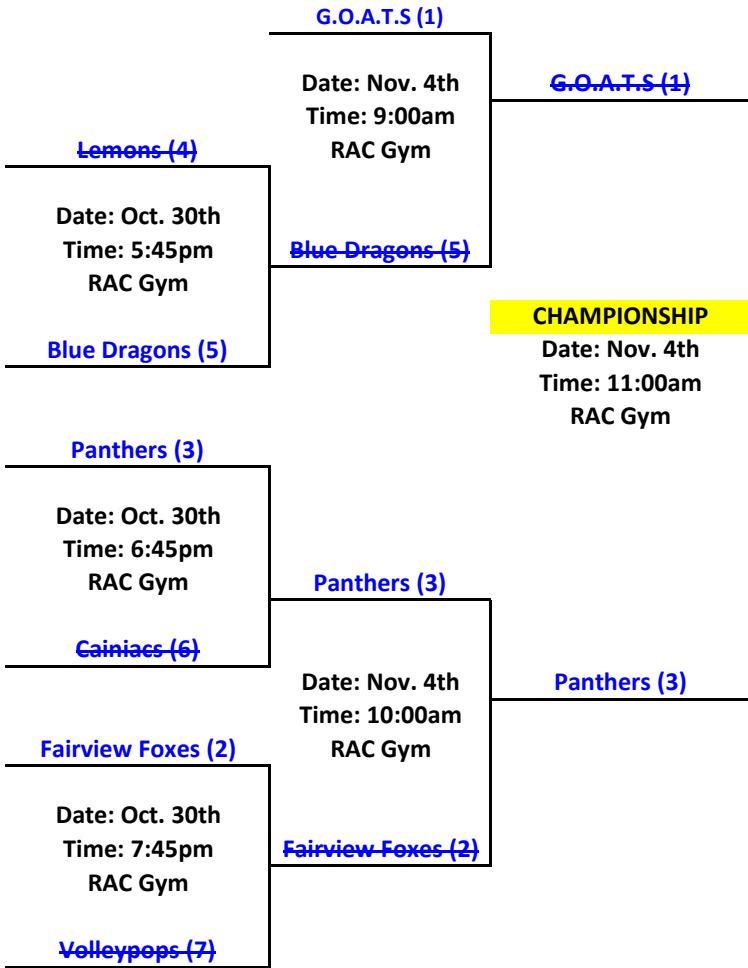 G.O.A.T.S (1)
Date: Nov. 4th
Time: 9:00am
RAC Gym
G.O.A.T.S (1)
Lemons (4)
Date: Oct. 30th
Time: 5:45pm
RAC Gym
Blue Dragons (5)
Blue Dragons (5)
CHAMPIONSHIP
Date: Nov. 4th
Time: 11:00am
RAC Gym
Panthers (3)
Date: Oct. 30th
Time: 6:45pm
RAC Gym
Panthers (3)
Cainiacs (6)
Date: Nov. 4th
Time: 10:00am
RAC Gym
Panthers (3)
Fairview Foxes (2)
Date: Oct. 30th
Time: 7:45pm
RAC Gym
Fairview Foxes (2)
Volleypops (7)